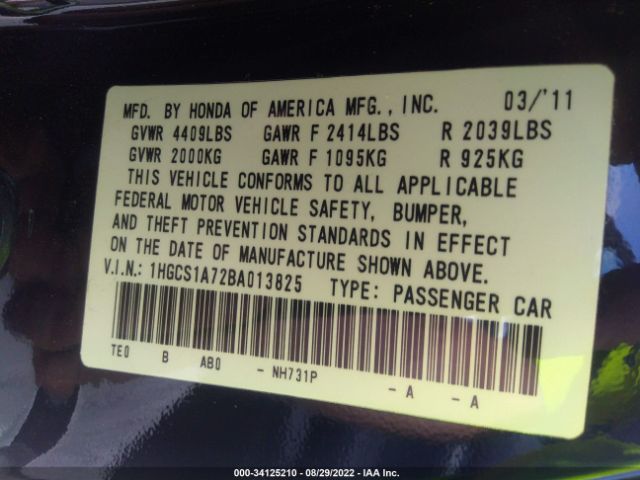 MFD. BY HONDA OF AMERICA MFG., INC. 03/'11
GVWR 4409LBS GAWR F 2414LBS R 2039LBS
GVWR 2000KG GAWR F 1095KG R 925KG
THIS VEHICLE CONFORMS TO ALL APPLICABLE
FEDERAL MOTOR VEHICLE SAFETY, BUMPER,
AND THEFT PREVENTION STANDARDS IN EFFECT
ON THE DATE OF MANUFACTURE SHOWN ABOVE.
V.I.N.: 1HGCS1A72BA013825 TYPE: PASSENGER CAR
TE0 B AB0 - NH731P - A - A
000-34125210 - 08/29/2022 - IAA Inc.